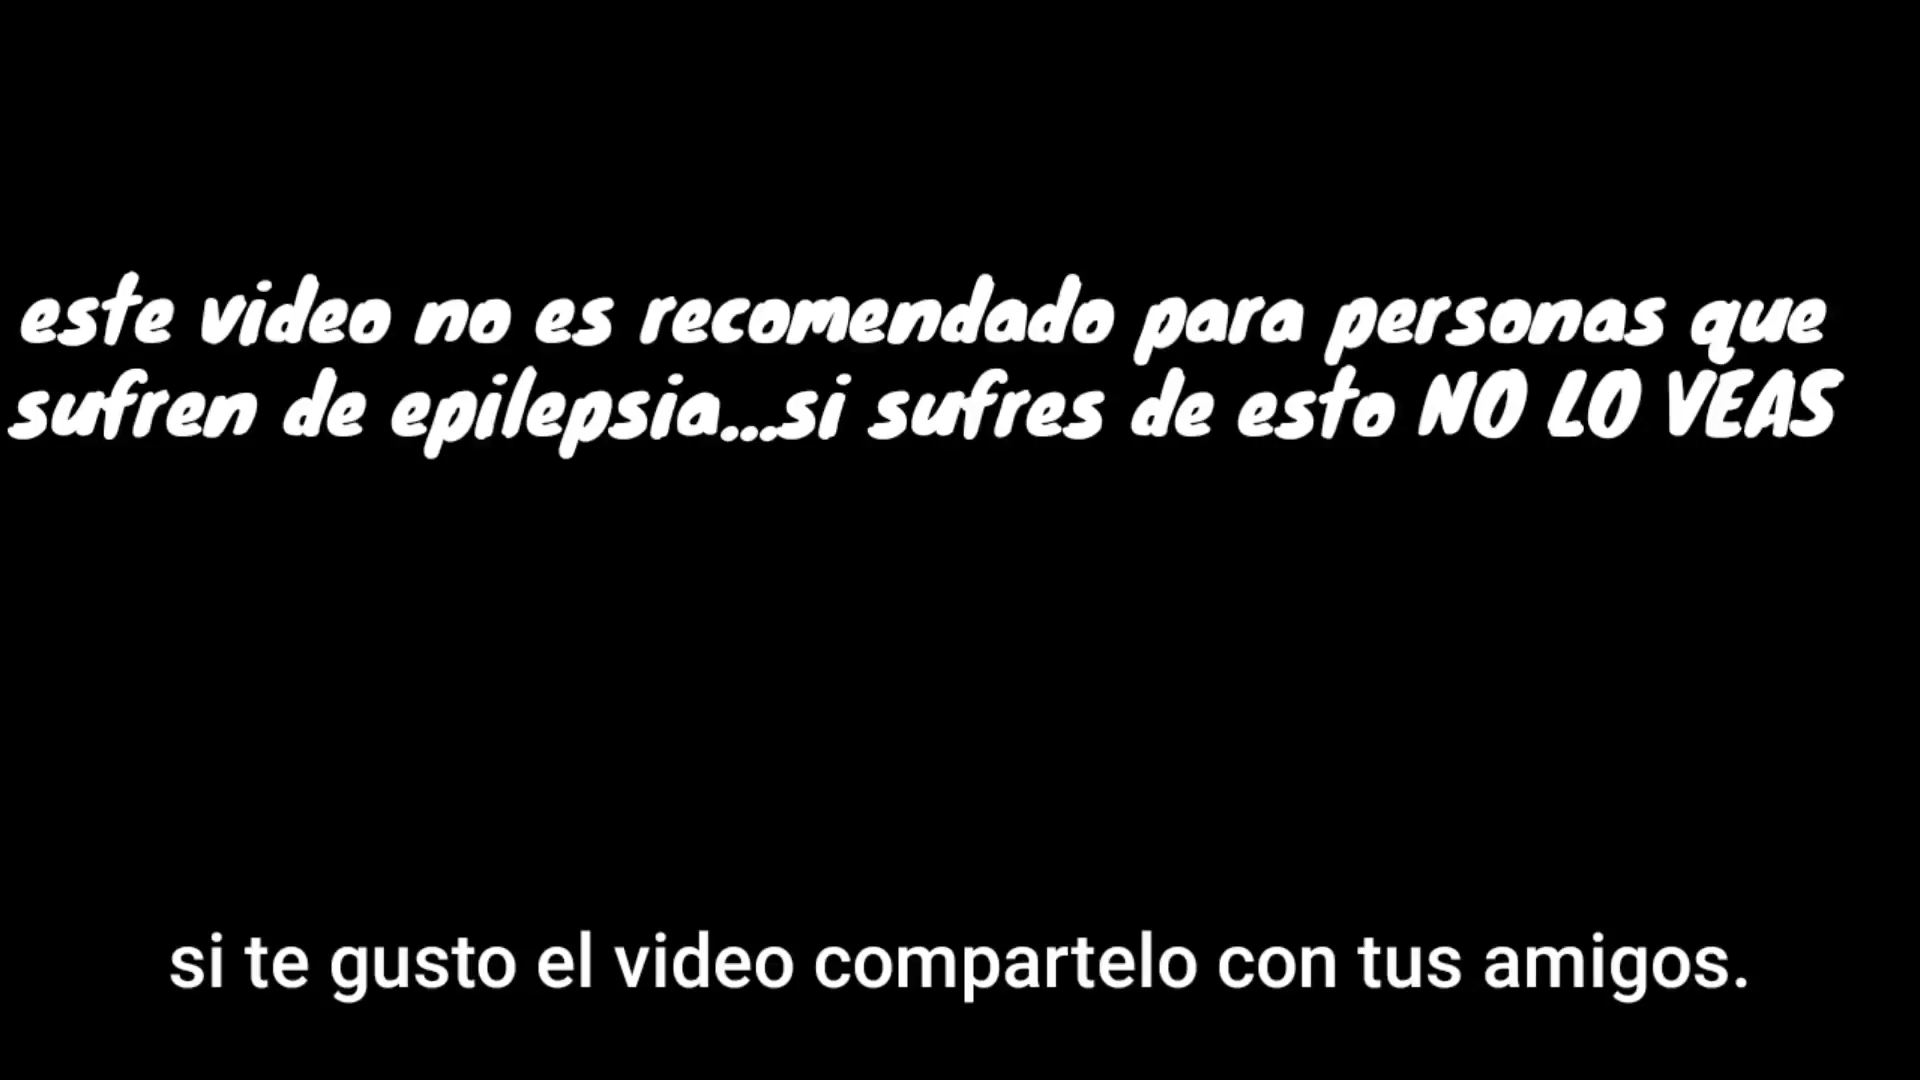 este video no es recomendado para personas que
sufren de epilepsia...si sufres de esto NO LO VEAS
si te gusto el video compartelo con tus amigos.